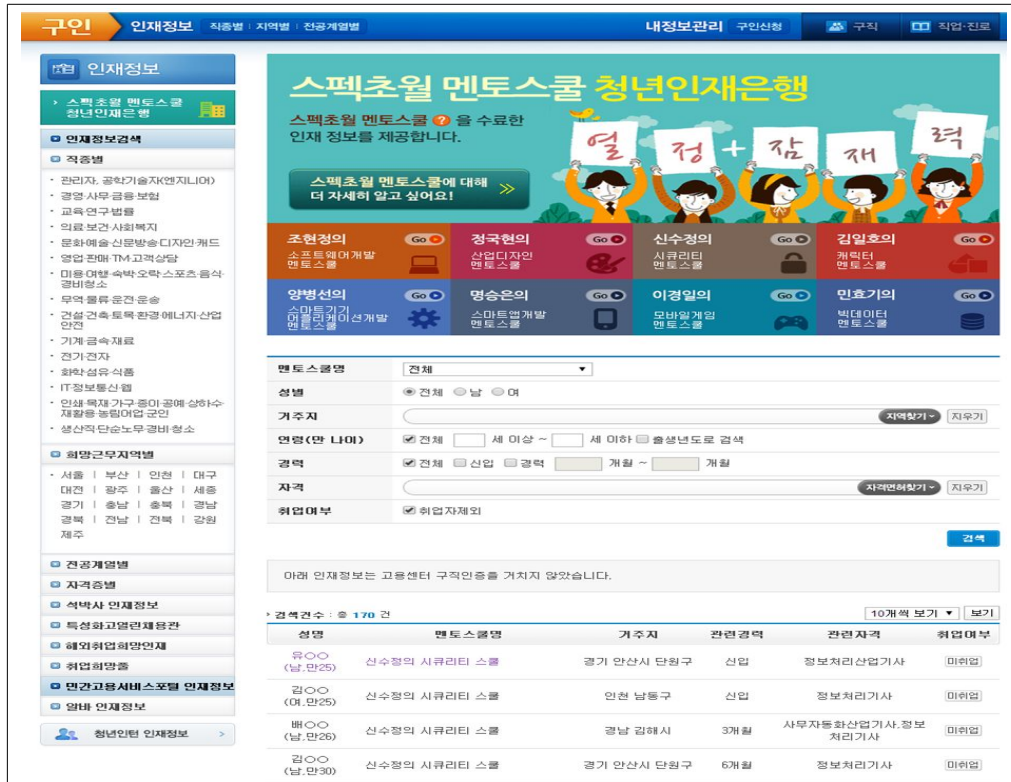 구인 인재정보 직종별 지역별 전공계열별 내정보관리 구인신청 구직 직업·진로
인재정보
스펙초월 멘토스쿨
청년인재은행
인재정보검색
직종별
관리자, 공학기술자(엔지니어)
경영·사무·금융·보험
교육·연구·법률
의료·보건·사회복지
문화·예술·신문방송·디자인·캐드
영업·판매·TM·고객상담
미용·여행·숙박·오락·스포츠·음식·
경비청소
무역·물류·운전·운송
건설·건축·토목·환경·에너지·산업
안전
기계·금속·재료
전기·전자
화학·섬유·식품
IT정보통신·웹
인쇄·목재·가구·종이·공예·상하수·
재활용·농림어업·군인
생산직·단순노무·경비·청소
희망근무지역별
서울 | 부산 | 인천 | 대구
대전 | 광주 | 울산 | 세종
경기 | 충남 | 충북 | 경남
경북 | 전남 | 전북 | 강원
제주
전공계열별
자격증별
석박사 인재정보
특성화고열린채용관
해외취업희망인재
취업희망풀
민간고용서비스포털 인재정보
알바 인재정보
청년인턴 인재정보 >
스펙초월 멘토스쿨 청년인재은행
스펙초월 멘토스쿨 ? 을 수료한
인재 정보를 제공합니다.
열 정 + 잠 재 력
스펙초월 멘토스쿨에 대해
더 자세히 알고 싶어요!
조현정의 Go
소프트웨어개발
멘토스쿨
정국현의 Go
산업디자인
멘토스쿨
신수정의 Go
시큐리티
멘토스쿨
김일호의 Go
캐릭터
멘토스쿨
양병선의 Go
스마트기기
어플리케이션개발
멘토스쿨
명승은의 Go
스마트앱개발
멘토스쿨
이경일의 Go
모바일게임
멘토스쿨
민효기의 Go
빅데이터
멘토스쿨
멘토스쿨명 전체
성별 전체 남 여
거주지 지역찾기 지우기
연령(만 나이) 전체 세 이상 ~ 세 이하 출생년도로 검색
경력 전체 신입 경력 개월 ~ 개월
자격 자격면허찾기 지우기
취업여부 취업자제외
검색
아래 인재정보는 고용센터 구직인증을 거치지 않았습니다.
검색건수 : 총 170 건 10개씩 보기 보기
성명 멘토스쿨명 거주지 관련경력 관련자격 취업여부
유○○
(남,만25) 신수정의 시큐리티 스쿨 경기 안산시 단원구 신입 정보처리산업기사 미취업
김○○
(여,만25) 신수정의 시큐리티 스쿨 인천 남동구 신입 정보처리기사 미취업
배○○
(남,만26) 신수정의 시큐리티 스쿨 경남 김해시 3개월 사무자동화산업기사,정보
처리기사 미취업
김○○
(남,만30) 신수정의 시큐리티 스쿨 경기 안산시 단원구 6개월 정보처리기사 미취업